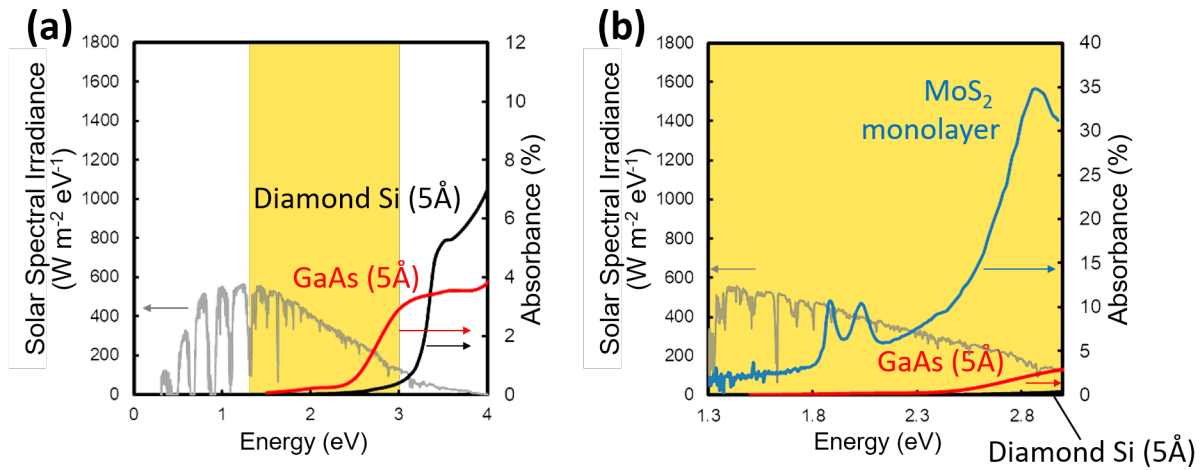 (a)
Solar Spectral Irradiance
(W m-2 eV-1)
1800
1600
1400
1200
1000
800
600
400
200
0
12
10
8
6
4
2
0
Absorbance (%)
Diamond Si (5Å)
GaAs (5Å)
0 1 2 3 4
Energy (eV)
(b)
Solar Spectral Irradiance
(W m-2 eV-1)
1800
1600
1400
1200
1000
800
600
400
200
0
40
35
30
25
20
15
10
5
0
Absorbance (%)
MoS2
monolayer
GaAs (5Å)
1.3 1.8 2.3 2.8
Energy (eV)
Diamond Si (5Å)